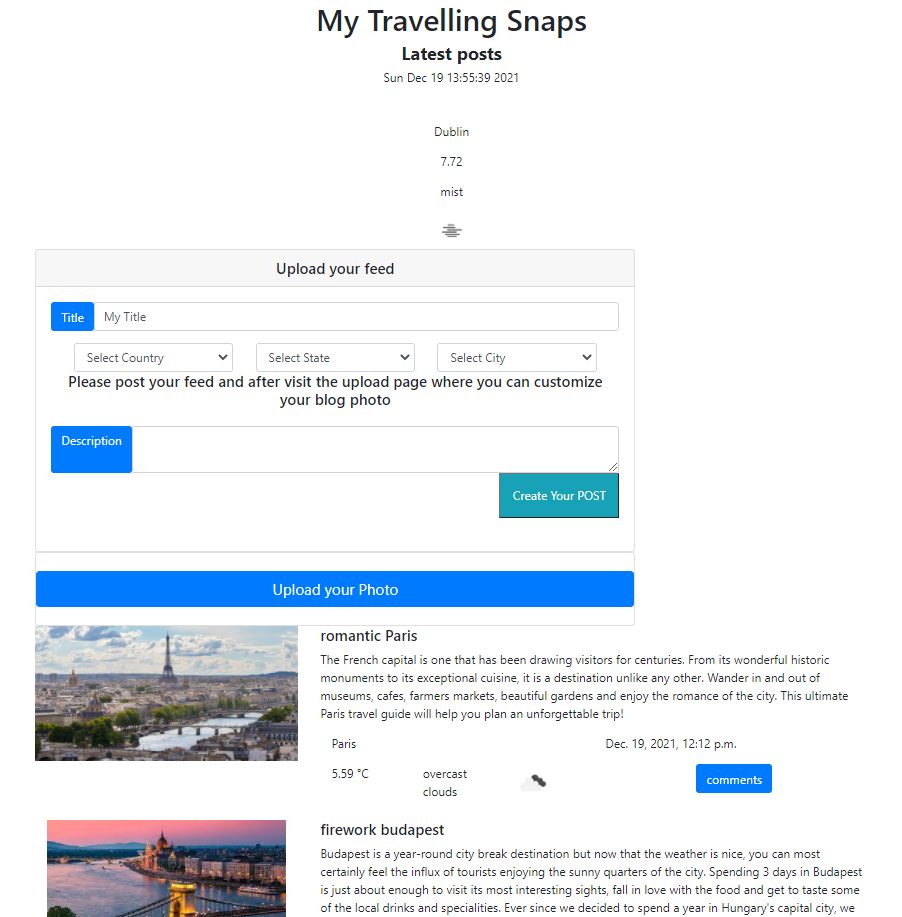 My Travelling Snaps
Latest posts
Sun Dec 19 13:55:39 2021
Dublin
7.72
mist
Upload your feed
Title
My Title
Select Country
Select State
Select City
Please post your feed and after visit the upload page where you can customize
your blog photo
Description
Create Your POST
Upload your Photo
romantic Paris
The French capital is one that has been drawing visitors for centuries. From its wonderful historic
monuments to its exceptional cuisine, it is a destination unlike any other. Wander in and out of
museums, cafes, farmers markets, beautiful gardens and enjoy the romance of the city. This ultimate
Paris travel guide will help you plan an unforgettable trip!
Paris
Dec. 19, 2021, 12:12 p.m.
5.59 °C
overcast
clouds
comments
firework budapest
Budapest is a year-round city break destination but now that the weather is nice, you can most
certainly feel the influx of tourists enjoying the sunny quarters of the city. Spending 3 days in Budapest
is just about enough to visit its most interesting sights, fall in love with the food and get to taste some
of the local drinks and specialities. Ever since we decided to spend a year in Hungary's capital city, we